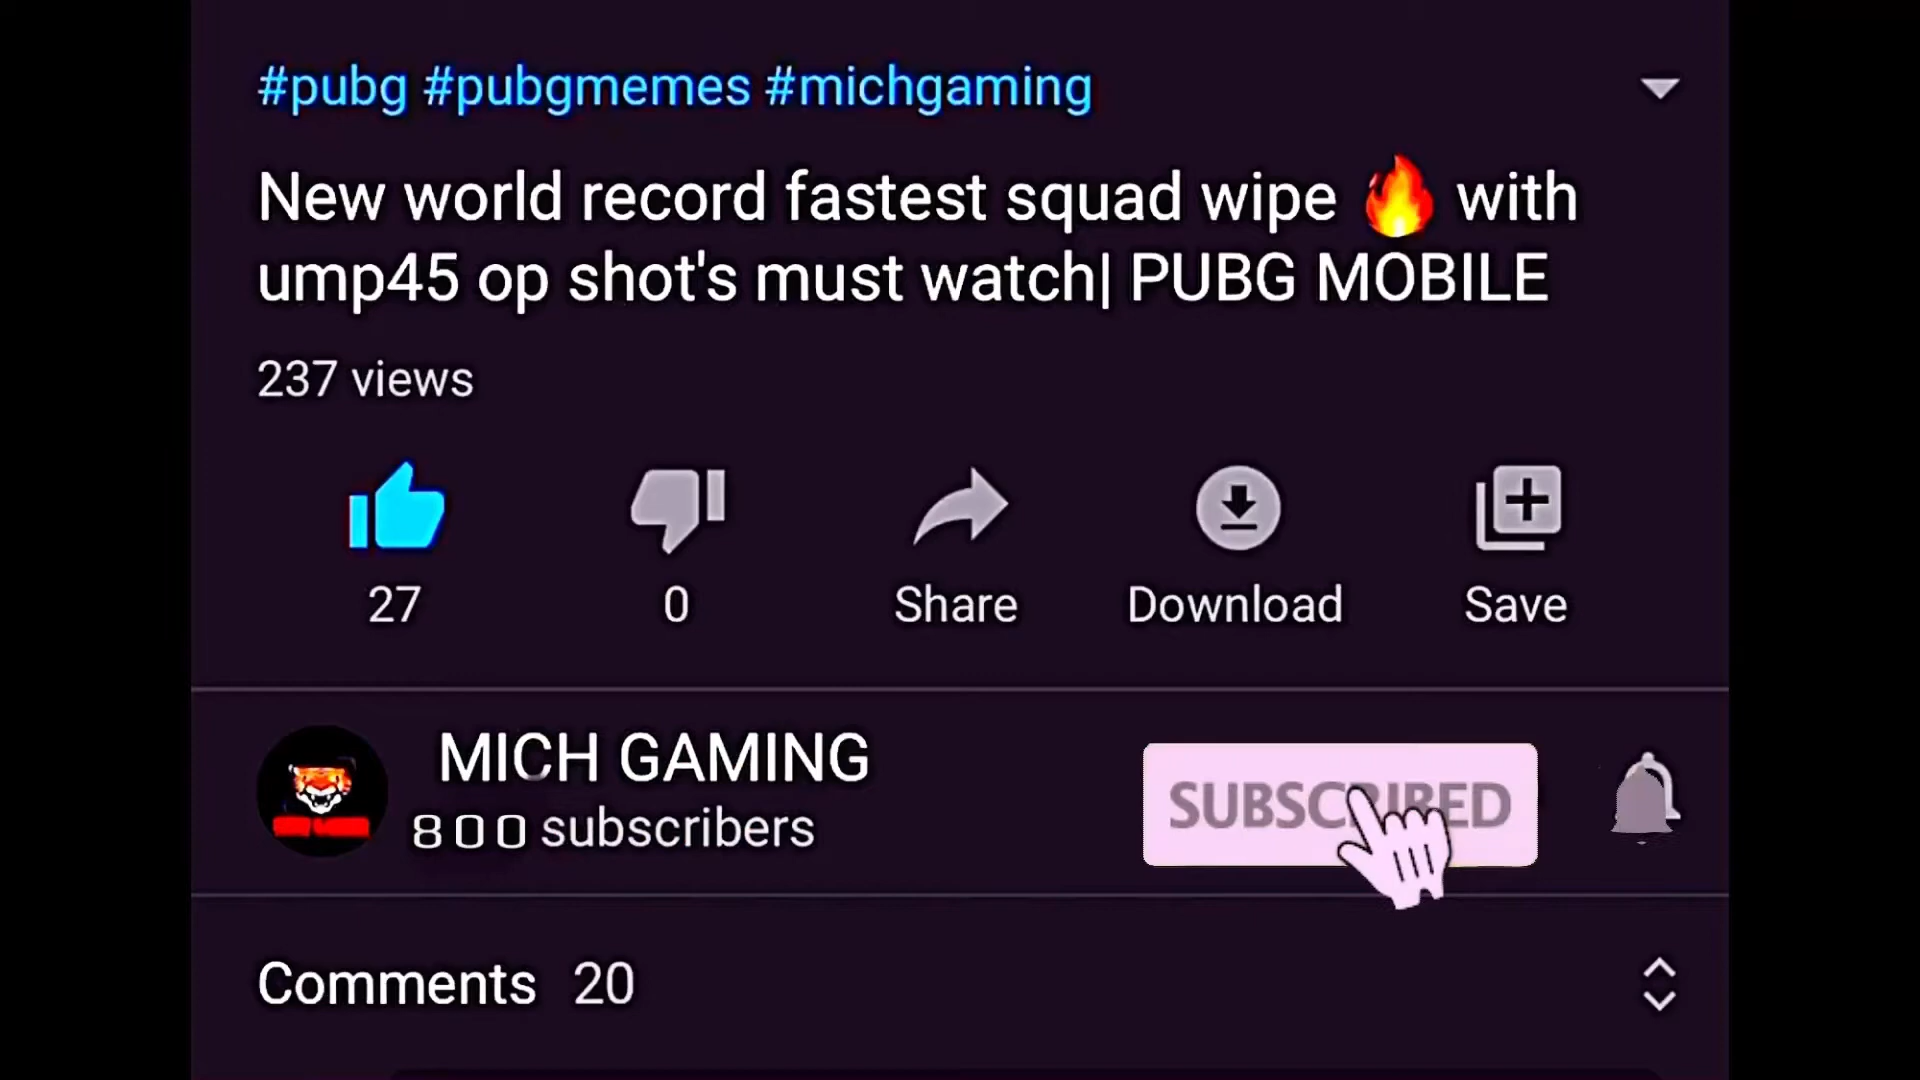 #pubg #pubgmemes #michgaming
New world record fastest squad wipe 🔥 with
ump45 op shot's must watch| PUBG MOBILE
237 views
27
0
Share
Download
Save
MICH GAMING
800 subscribers
SUBSCRIBED
Comments 20